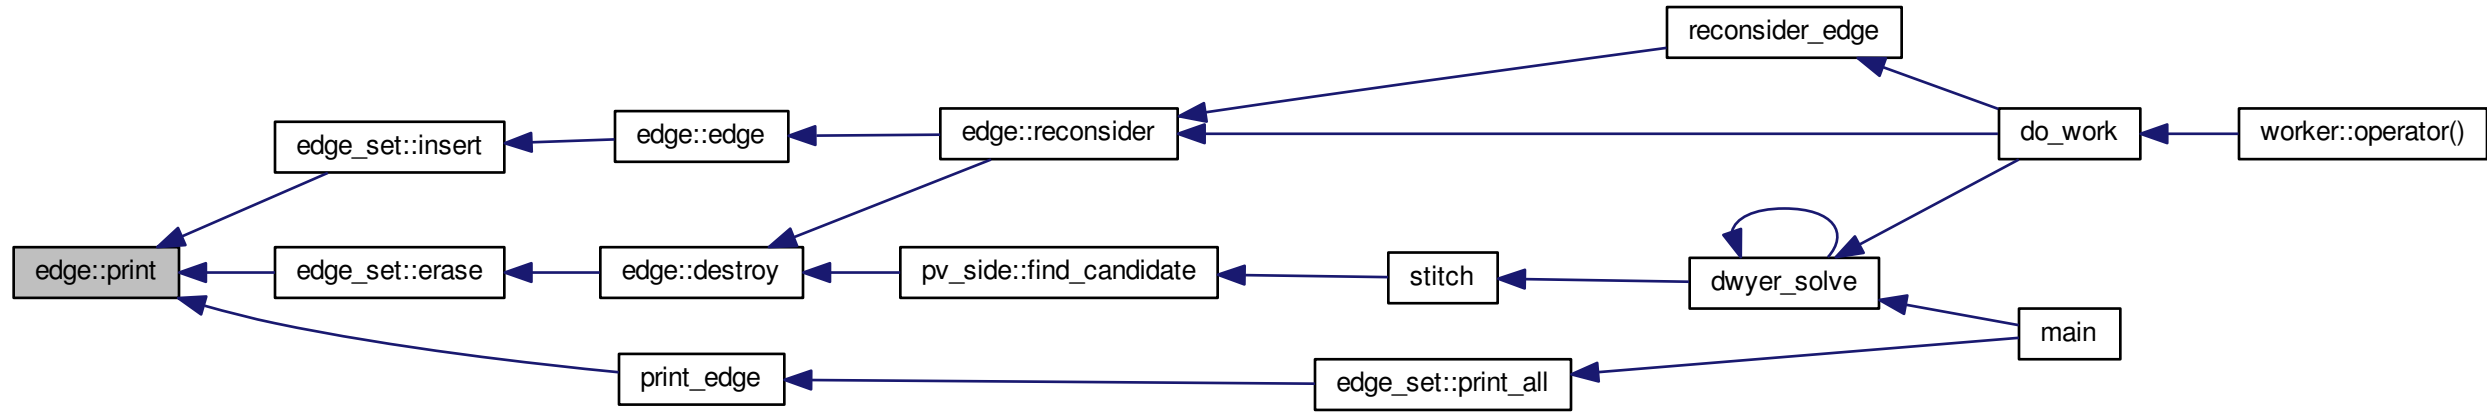 reconsider_edge
edge_set::insert
edge::edge
edge::reconsider
do_work
worker::operator()
edge::print
edge_set::erase
edge::destroy
pv_side::find_candidate
stitch
dwyer_solve
main
print_edge
edge_set::print_all